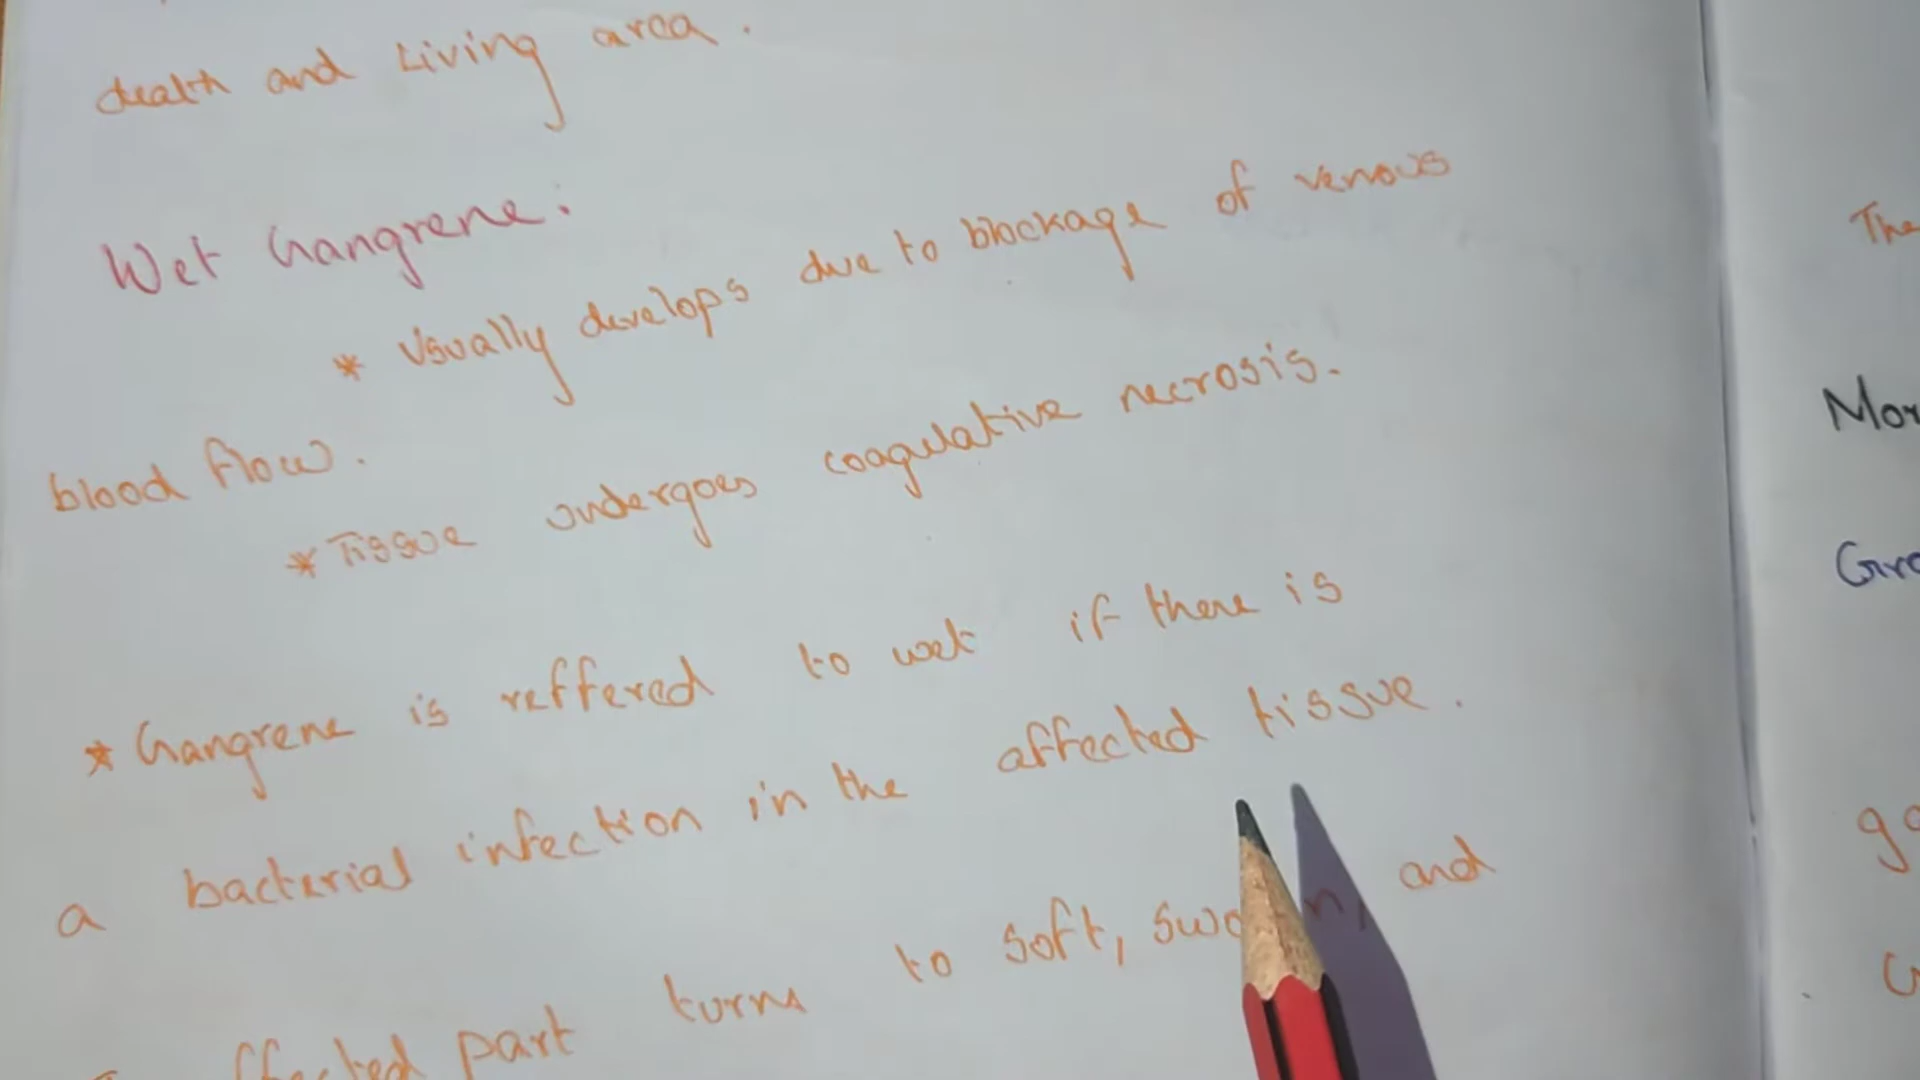 death and Living area.
Wet Gangrene:
* Usually develops due to blockage of venous
blood flow.
* Tissue undergoes coagulative necrosis.
* Gangrene is reffered to wet if there is
a bacterial infection in the affected tissue.
part turns to soft, and
The